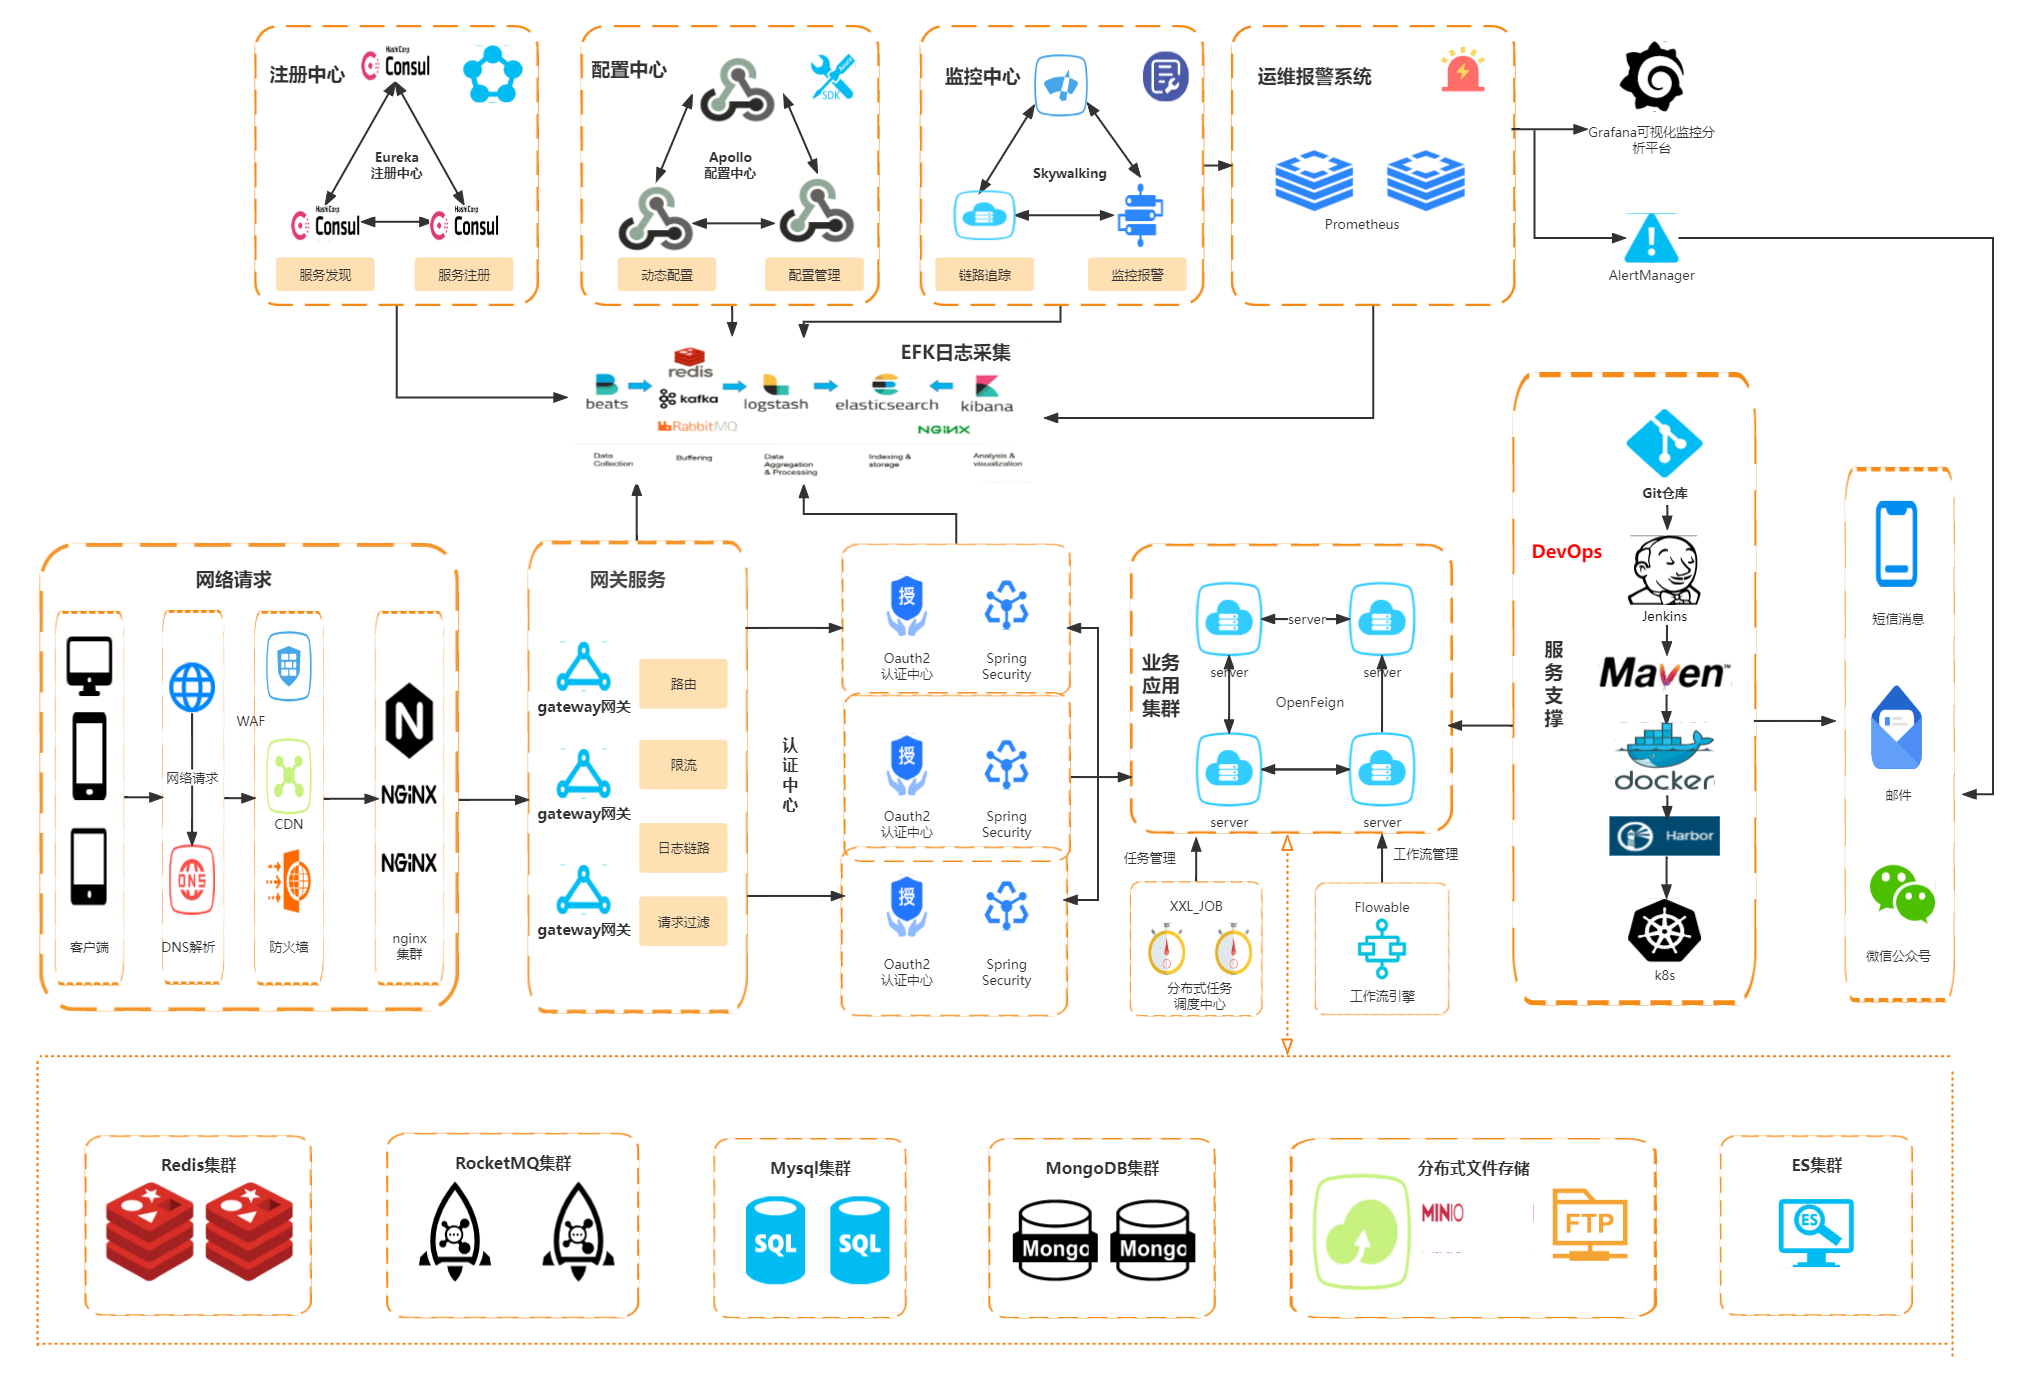 注册中心
HashiCorp
Consul
Eureka
注册中心
HashiCorp
Consul
HashiCorp
Consul
服务发现
服务注册
配置中心
SDK
Apollo
配置中心
动态配置
配置管理
监控中心
Skywalking
链路追踪
监控报警
运维报警系统
Prometheus
Grafana可视化监控分
析平台
AlertManager
EFK日志采集
redis
beats
kafka
logstash
elasticsearch
kibana
RabbitMQ
NGINX
Data
Collection
Buffering
Data
Aggregation
& Processing
Indexing &
storage
Analysis &
visualization
网络请求
WAF
网络请求
CDN
NGINX
NGINX
DNS
客户端
DNS解析
防火墙
nginx
集群
网关服务
gateway网关
gateway网关
gateway网关
路由
限流
日志链路
请求过滤
认证中心
授
Oauth2
认证中心
Spring
Security
授
Oauth2
认证中心
Spring
Security
授
Oauth2
认证中心
Spring
Security
业务
应用
集群
server
server
server
OpenFeign
server
server
任务管理
工作流管理
XXL_JOB
分布式任务
调度中心
Flowable
工作流引擎
DevOps
服务支撑
Git仓库
Jenkins
Maven™
docker
Harbor
k8s
短信消息
邮件
微信公众号
Redis集群
RocketMQ集群
Mysql集群
SQL
SQL
MongoDB集群
Mongo
Mongo
分布式文件存储
MINIO
FTP
ES集群
ES